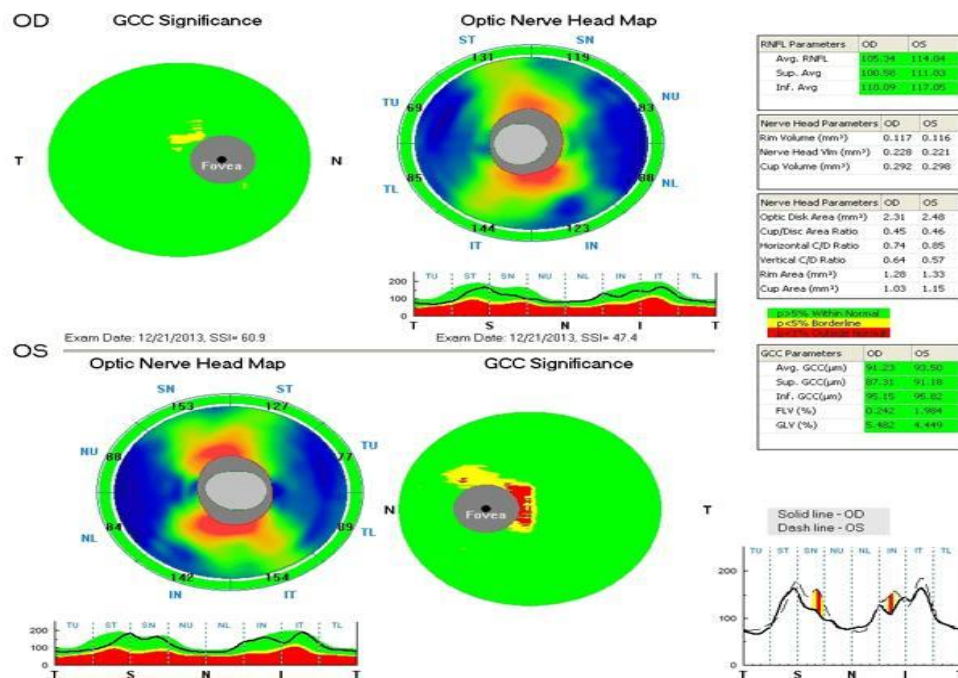 OD
GCC Significance
T
Fovea
N
Optic Nerve Head Map
ST
SN
131
119
TU
69
83
NU
TL
85
88
NL
144
123
IT
IN
TU ST SN NU NL IN IT TL
200
100
0
T S N I T
RNFL Parameters OD OS
Avg. RNFL 105.34 114.84
Sup. Avg 100.58
Inf. Avg 110.09 117.05
Nerve Head Parameters OD OS
Rim Volume (mm³) 0.117 0.116
Nerve Head Vlm (mm³) 0.228 0.221
Cup Volume (mm³) 0.292 0.298
Nerve Head Parameters OD OS
Optic Disk Area (mm²) 2.31 2.48
Cup/Disc Area Ratio 0.45 0.46
Horizontal C/D Ratio 0.74 0.85
Vertical C/D Ratio 0.64 0.57
Rim Area (mm²) 1.28 1.33
Cup Area (mm²) 1.03 1.15
p>5% Within Normal
p<5% Borderline
Exam Date: 12/21/2013, SSI= 60.9
Exam Date: 12/21/2013, SSI= 47.4
GCC Parameters OD OS
Avg. GCC(µm) 91.23 93.50
Sup. GCC(µm) 87.31 91.18
Inf. GCC(µm) 95.15 95.82
FLV (%) 0.242 1.984
GLV (%) 5.482 4.449
OS
Optic Nerve Head Map
SN
ST
153
127
NU
88
77
TU
NL
84
89
TL
142
154
IN
IT
TU ST SN NU NL IN IT TL
200
100
0
T S N I T
GCC Significance
N
Fovea
T
Solid line - OD
Dash line - OS
TU ST SN NU NL IN IT TL
200
100
0
T S N I T